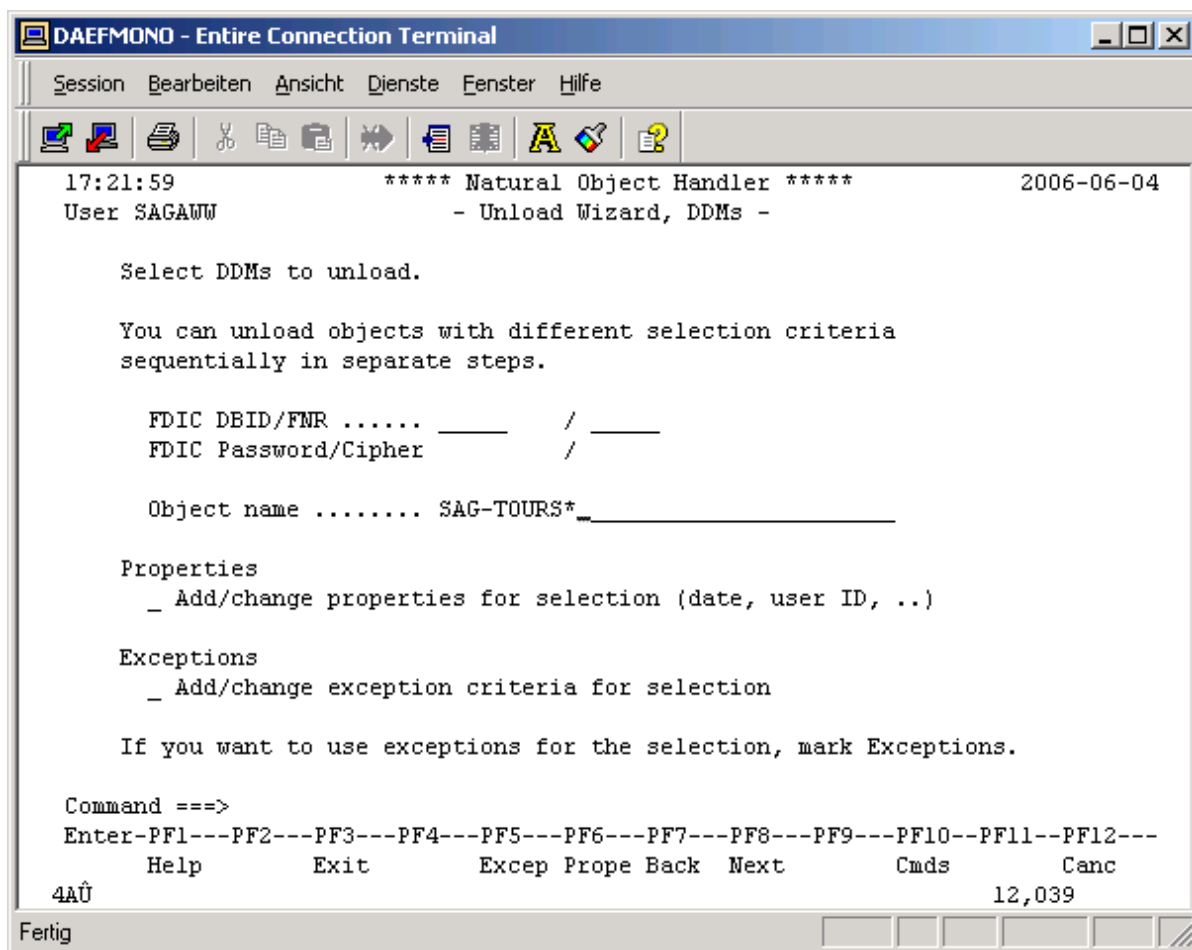 DAEFMONO - Entire Connection Terminal
Session Bearbeiten Ansicht Dienste Fenster Hilfe
17:21:59 ***** Natural Object Handler ***** 2006-06-04
User SAGAWW - Unload Wizard, DDMs -
Select DDMs to unload.
You can unload objects with different selection criteria
sequentially in separate steps.
FDIC DBID/FNR ...... _____ / _____
FDIC Password/Cipher /
Object name ........ SAG-TOURS*_______________________
Properties
_ Add/change properties for selection (date, user ID, ..)
Exceptions
_ Add/change exception criteria for selection
If you want to use exceptions for the selection, mark Exceptions.
Command ===>
Enter-PF1---PF2---PF3---PF4---PF5---PF6---PF7---PF8---PF9---PF10--PF11--PF12---
Help Exit Excep Prope Back Next Cmds Canc
4AÛ 12,039
Fertig